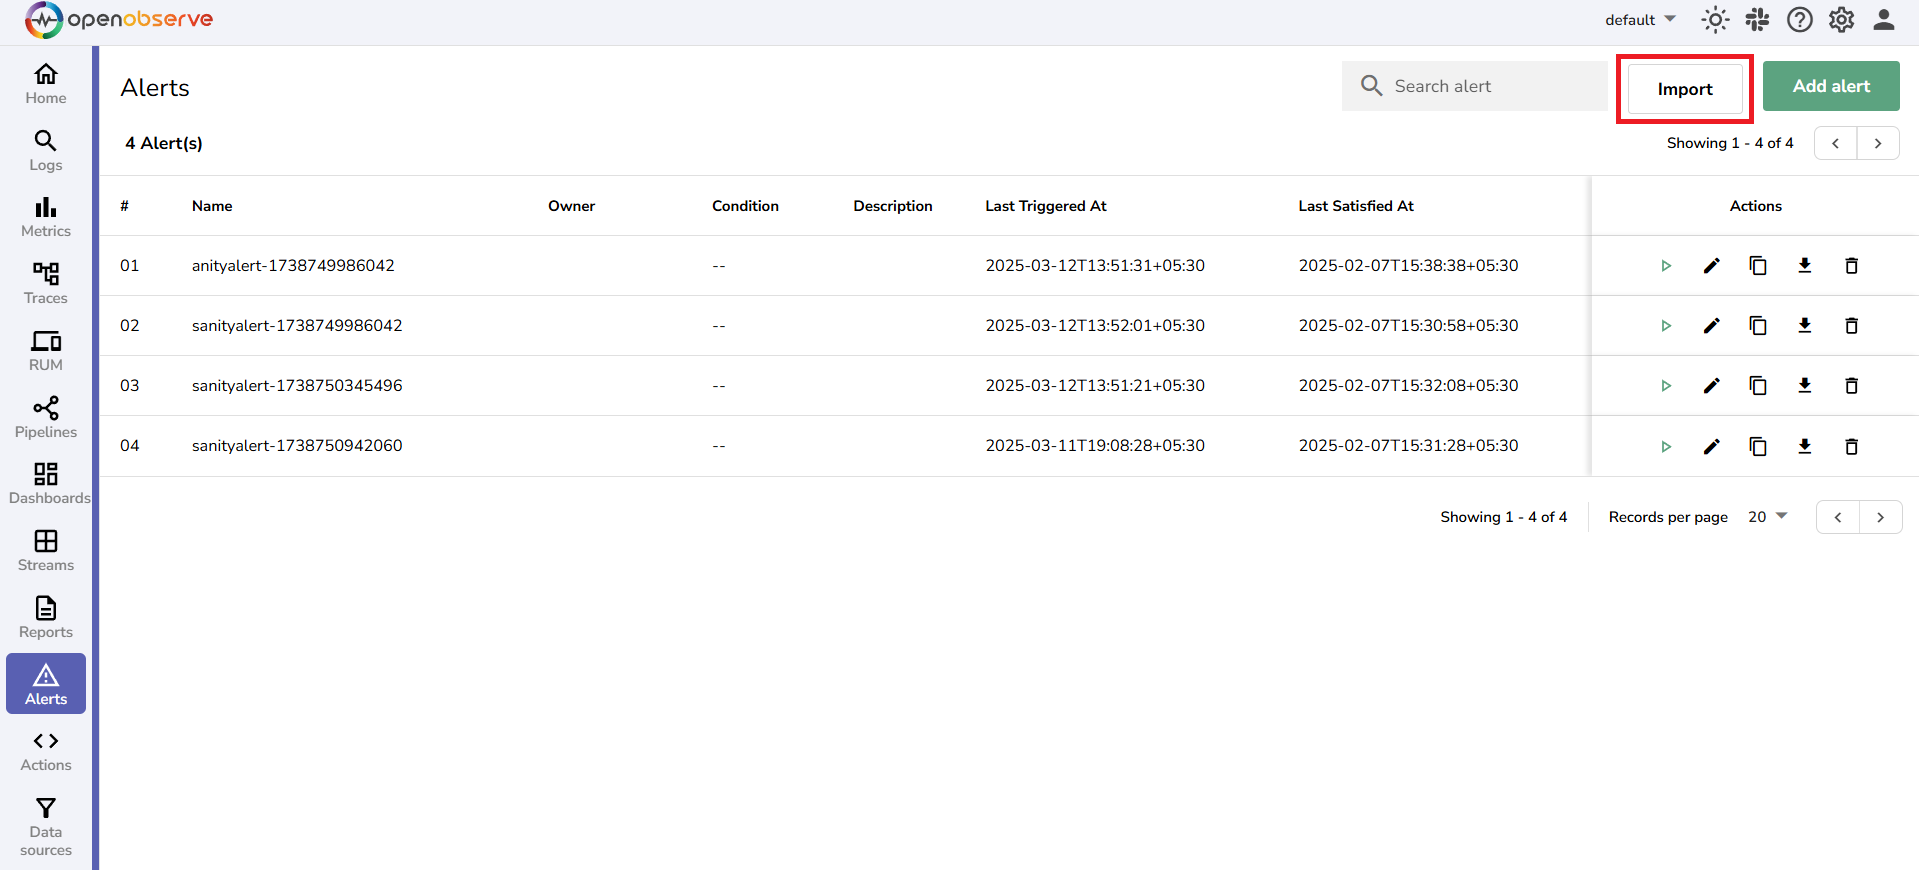 openobserve
default
Home
Logs
Metrics
Traces
RUM
Pipelines
Dashboards
Streams
Reports
Alerts
Actions
Data
sources
Alerts
Search alert
Import
Add alert
4 Alert(s)
Showing 1 - 4 of 4
# Name Owner Condition Description Last Triggered At Last Satisfied At Actions
01 anityalert-1738749986042 -- 2025-03-12T13:51:31+05:30 2025-02-07T15:38:38+05:30
02 sanityalert-1738749986042 -- 2025-03-12T13:52:01+05:30 2025-02-07T15:30:58+05:30
03 sanityalert-1738750345496 -- 2025-03-12T13:51:21+05:30 2025-02-07T15:32:08+05:30
04 sanityalert-1738750942060 -- 2025-03-11T19:08:28+05:30 2025-02-07T15:31:28+05:30
Showing 1 - 4 of 4 Records per page 20